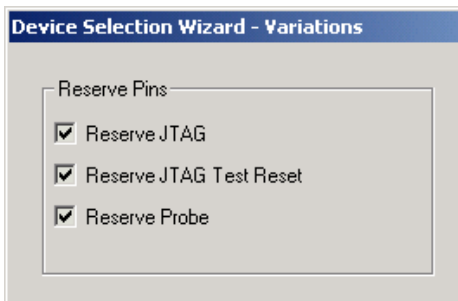 Device Selection Wizard - Variations
Reserve Pins
Reserve JTAG
Reserve JTAG Test Reset
Reserve Probe